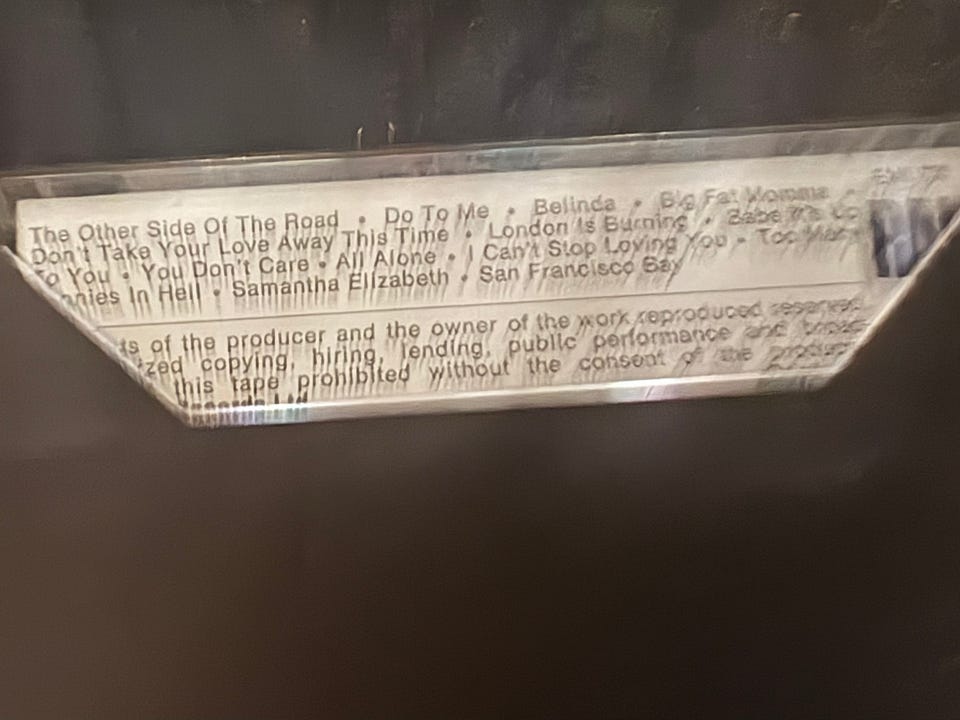 The Other Side Of The Road • Do To Me • Belinda • Big Fat Momma •
Don't Take Your Love Away This Time • London Is Burning • Babe
To You • You Don't Care • All Alone • I Can't Stop Loving You • Too
In Hell • Samantha Elizabeth • San Francisco Bay
of the producer and the owner of the work reproduced reserved
copying, hiring, lending, public performance and
this tape prohibited without the consent of the
Ltd